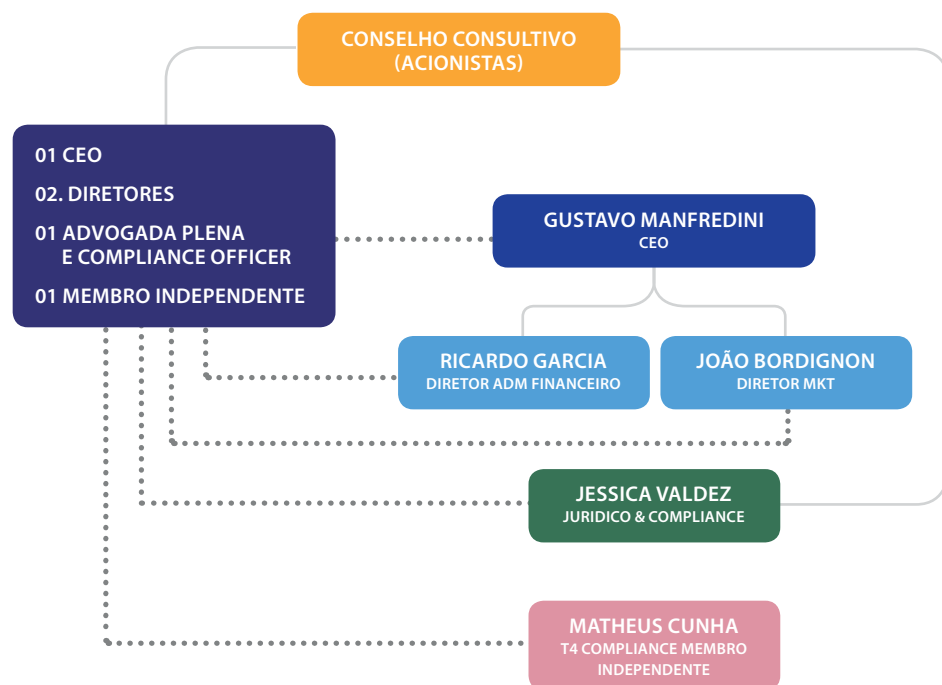 CONSELHO CONSULTIVO
(ACIONISTAS)
01 CEO
02. DIRETORES
01 ADVOGADA PLENA
E COMPLIANCE OFFICER
01 MEMBRO INDEPENDENTE
GUSTAVO MANFREDINI
CEO
RICARDO GARCIA
DIRETOR ADM FINANCEIRO
JOÃO BORDIGNON
DIRETOR MKT
JESSICA VALDEZ
JURIDICO & COMPLIANCE
MATHEUS CUNHA
T4 COMPLIANCE MEMBRO
INDEPENDENTE